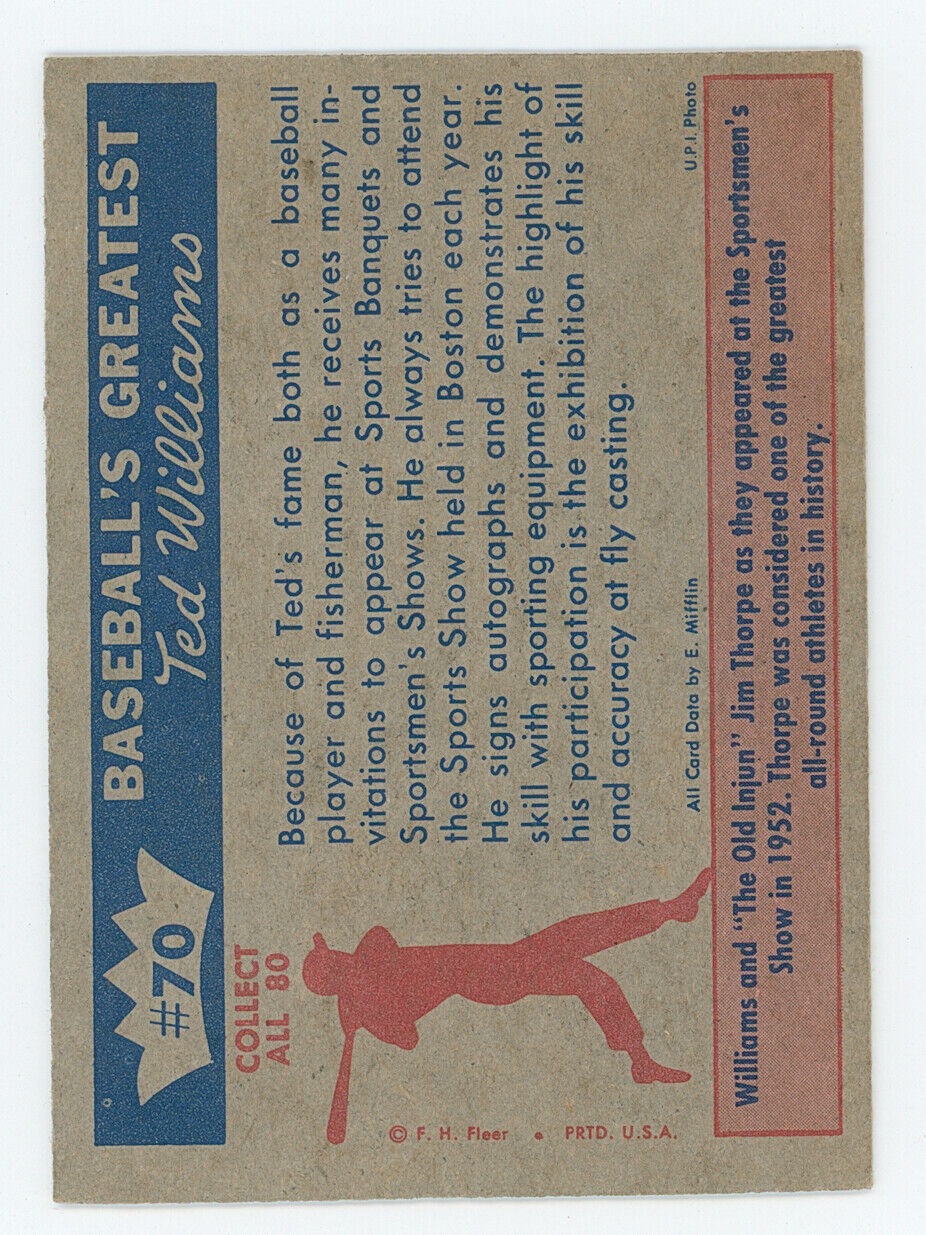 #70
BASEBALL'S GREATEST
Ted Williams
COLLECT
ALL 80
Because of Ted's fame both as a baseball
player and fisherman, he receives many in-
vitations to appear at Sports Banquets and
Sportsmen's Shows. He always tries to attend
the Sports Show held in Boston each year.
He signs autographs and demonstrates his
skill with sporting equipment. The highlight of
his participation is the exhibition of his skill
and accuracy at fly casting.
© F. H. Fleer • PRTD. U.S.A.
All Card Data by E. Mifflin
U.P.I. Photo
Williams and "The Old Injun" Jim Thorpe as they appeared at the Sportsmen's
Show in 1952. Thorpe was considered one of the greatest
all-round athletes in history.